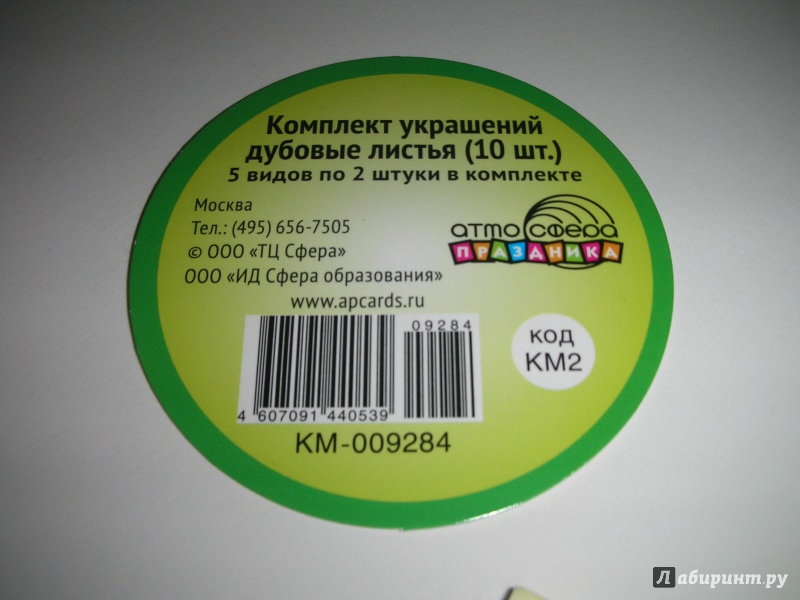 Комплект украшений
дубовые листья (10 шт.)
5 видов по 2 штуки в комплекте
Москва
Тел.: (495) 656-7505
© ООО «ТЦ Сфера»
ООО «ИД Сфера образования»
www.apcards.ru
атмосфера
ПРАЗДНИКА
09284
4 607091 440539
КОД
КМ2
КМ-009284
Лабиринт.ру